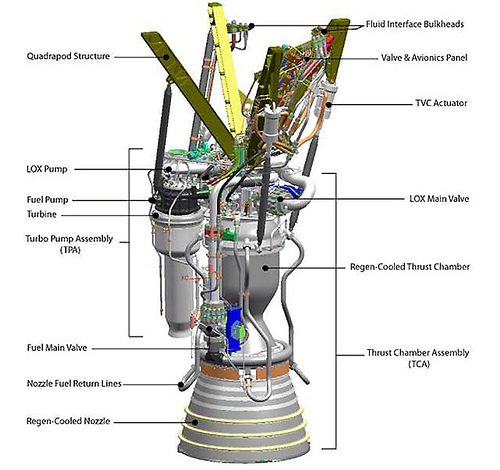 Fluid Interface Bulkheads
Quadrapod Structure
Valve & Avionics Panel
TVC Actuator
LOX Pump
Fuel Pump
LOX Main Valve
Turbine
Turbo Pump Assembly
(TPA)
Regen-Cooled Thrust Chamber
Fuel Main Valve
Thrust Chamber Assembly
(TCA)
Nozzle Fuel Return Lines
Regen-Cooled Nozzle